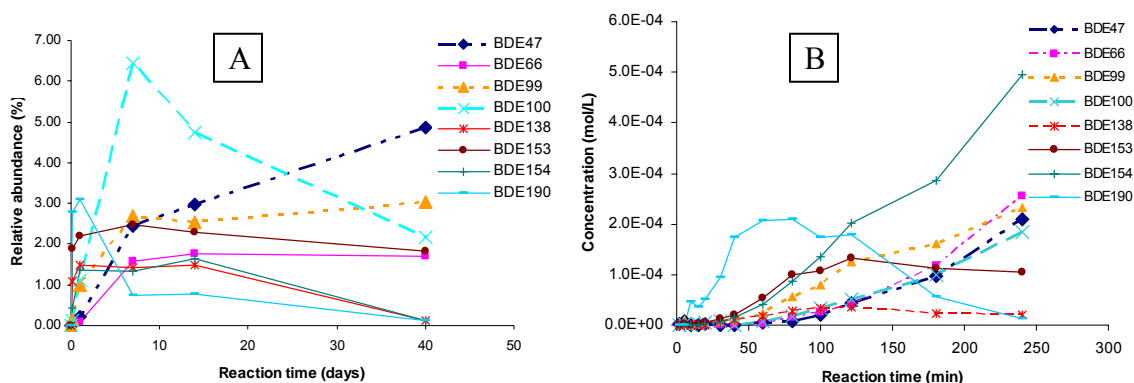 A
Relative abundance (%)
7.00
6.00
5.00
4.00
3.00
2.00
1.00
0.00
0
10
20
30
40
50
Reaction time (days)
BDE47
BDE66
BDE99
BDE100
BDE138
BDE153
BDE154
BDE190
B
Concentration (mol/L)
6.0E-04
5.0E-04
4.0E-04
3.0E-04
2.0E-04
1.0E-04
0.0E+00
0
50
100
150
200
250
300
Reaction time (min)
BDE47
BDE66
BDE99
BDE100
BDE138
BDE153
BDE154
BDE190